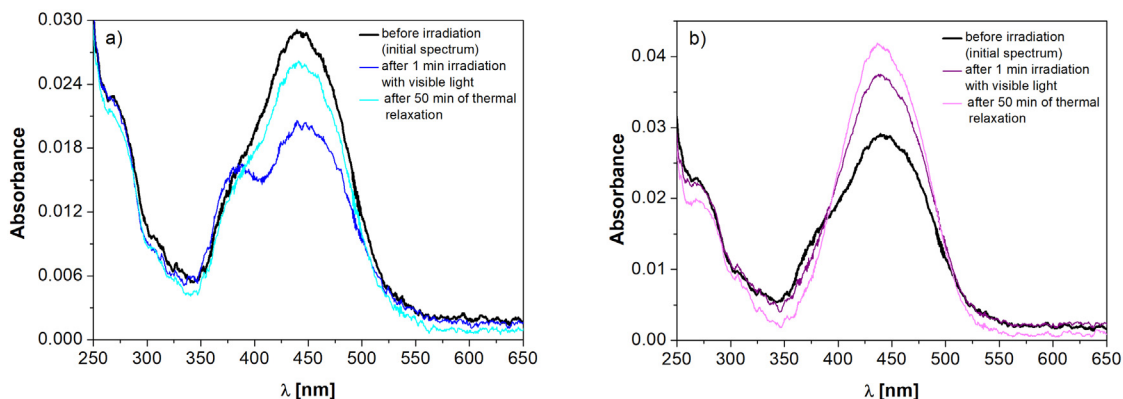 a)
before irradiation
(initial spectrum)
after 1 min irradiation
with visible light
after 50 min of thermal
relaxation
Absorbance
0.030
0.024
0.018
0.012
0.006
0.000
250 300 350 400 450 500 550 600 650
λ [nm]
b)
before irradiation
(initial spectrum)
after 1 min irradiation
with visible light
after 50 min of thermal
relaxation
Absorbance
0.04
0.03
0.02
0.01
0.00
250 300 350 400 450 500 550 600 650
λ [nm]